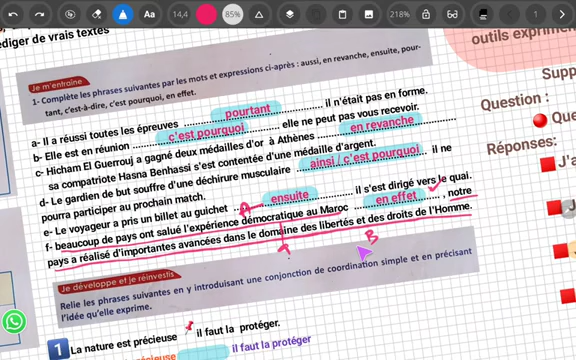 14,4
85%
218%
1
édiger de vrais textes
outils exprim
Je m'entraîne
1- Complète les phrases suivantes par les mots et expressions ci-après : aussi, en revanche, ensuite, pour-
tant, c'est-à-dire, c'est pourquoi, en effet.
a- Il a réussi toutes les épreuves pourtant il n'était pas en forme.
b- Elle est en réunion c'est pourquoi elle ne peut pas vous recevoir.
c- Hicham El Guerrouj a gagné deux médailles d'or à Athènes en revanche
sa compatriote Hasna Benhassi s'est contentée d'une médaille d'argent.
d- Le gardien de but souffre d'une déchirure musculaire ainsi / c'est pourquoi il ne
pourra participer au prochain match.
e- Le voyageur a pris un billet au guichet ensuite il s'est dirigé vers le quai.
f- beaucoup de pays ont salué l'expérience démocratique au Maroc en effet , notre
pays a réalisé d'importantes avancées dans le domaine des libertés et des droits de l'Homme.
A
B
Je développe et je réinvestis
Relie les phrases suivantes en y introduisant une conjonction de coordination simple et en précisant
l'idée qu'elle exprime.
1 La nature est précieuse il faut la protéger.
écieuse il faut la protéger
Supp
Question :
Que
Réponses:
J'a
J